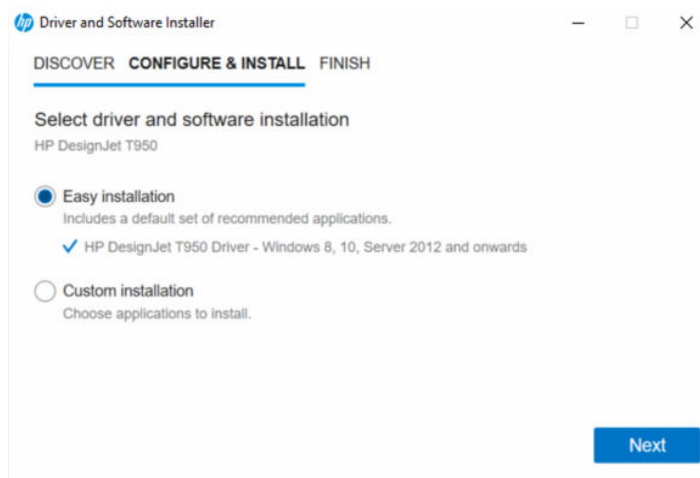 hp Driver and Software Installer
DISCOVER CONFIGURE & INSTALL FINISH
Select driver and software installation
HP DesignJet T950
Easy installation
Includes a default set of recommended applications.
HP DesignJet T950 Driver - Windows 8, 10, Server 2012 and onwards
Custom installation
Choose applications to install.
Next